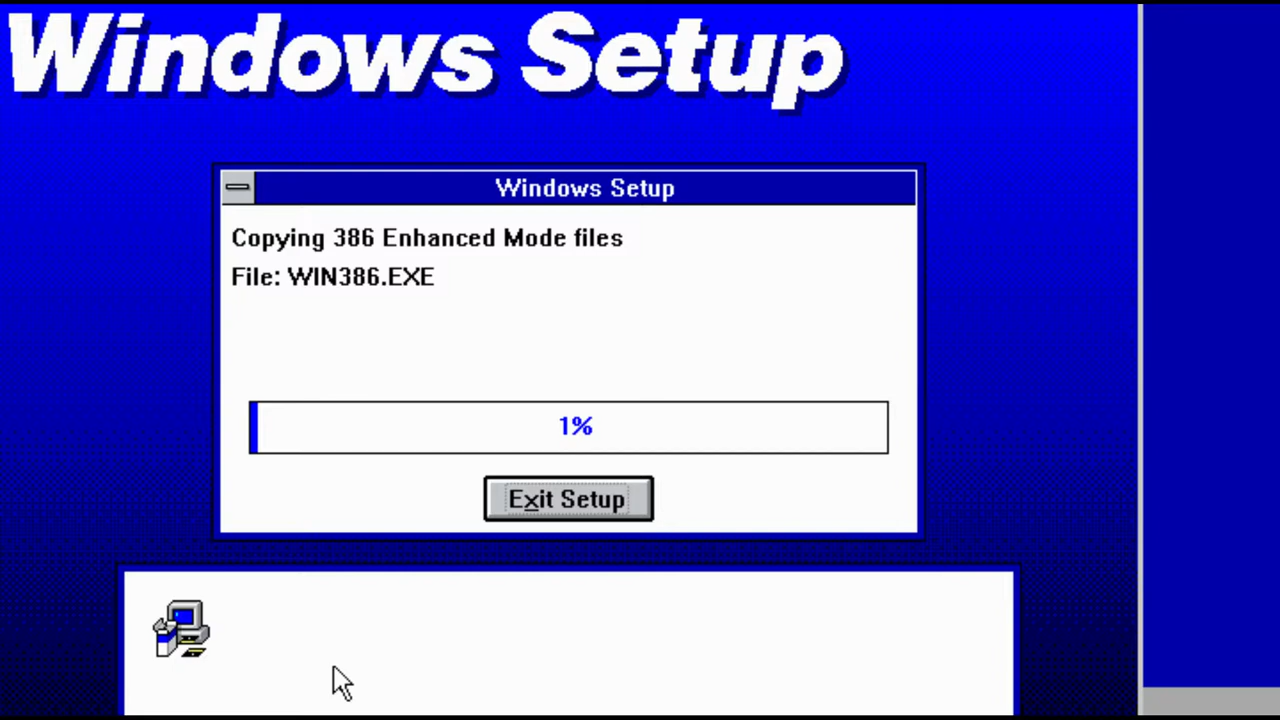 Windows Setup
Windows Setup
Copying 386 Enhanced Mode files
File: WIN386.EXE
1%
Exit Setup